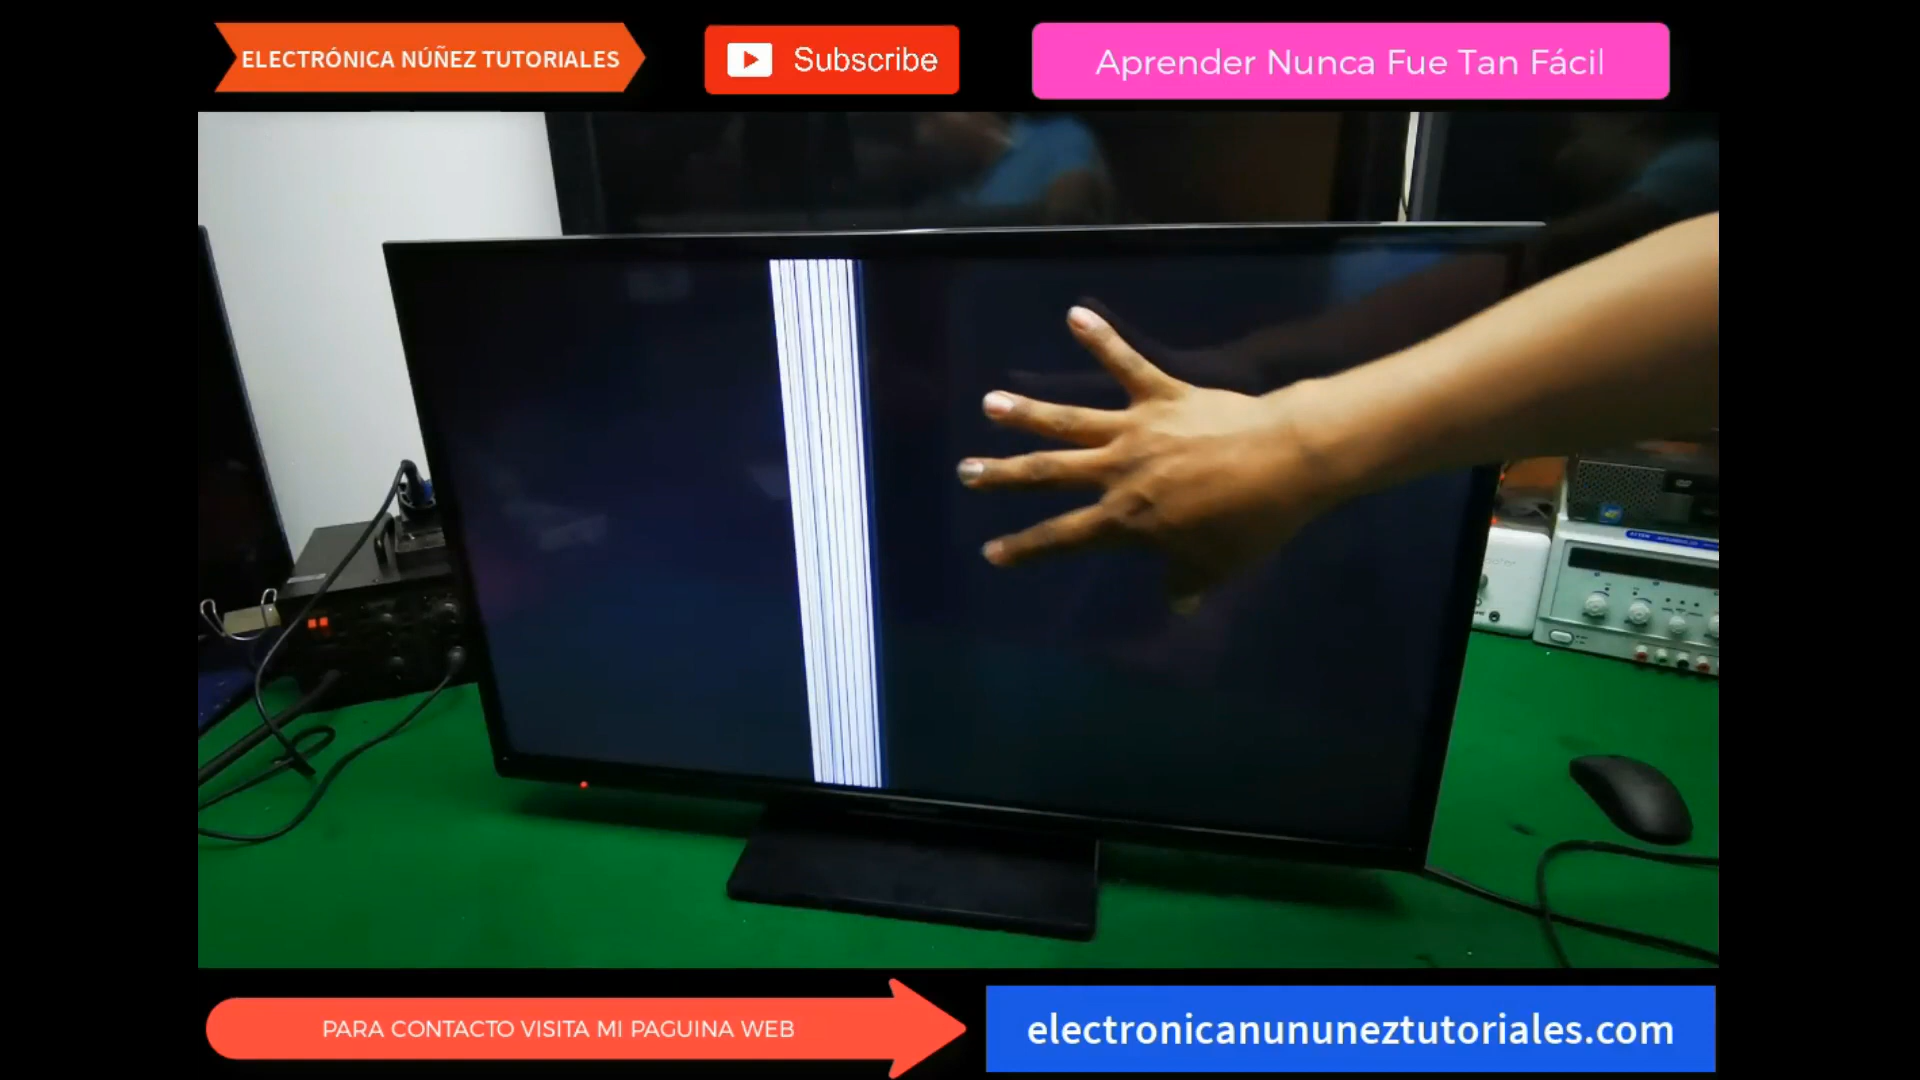 ELECTRÓNICA NÚÑEZ TUTORIALES
Subscribe
Aprender Nunca Fue Tan Fácil
PARA CONTACTO VISITA MI PAGUINA WEB
electronicanununeztutoriales.com